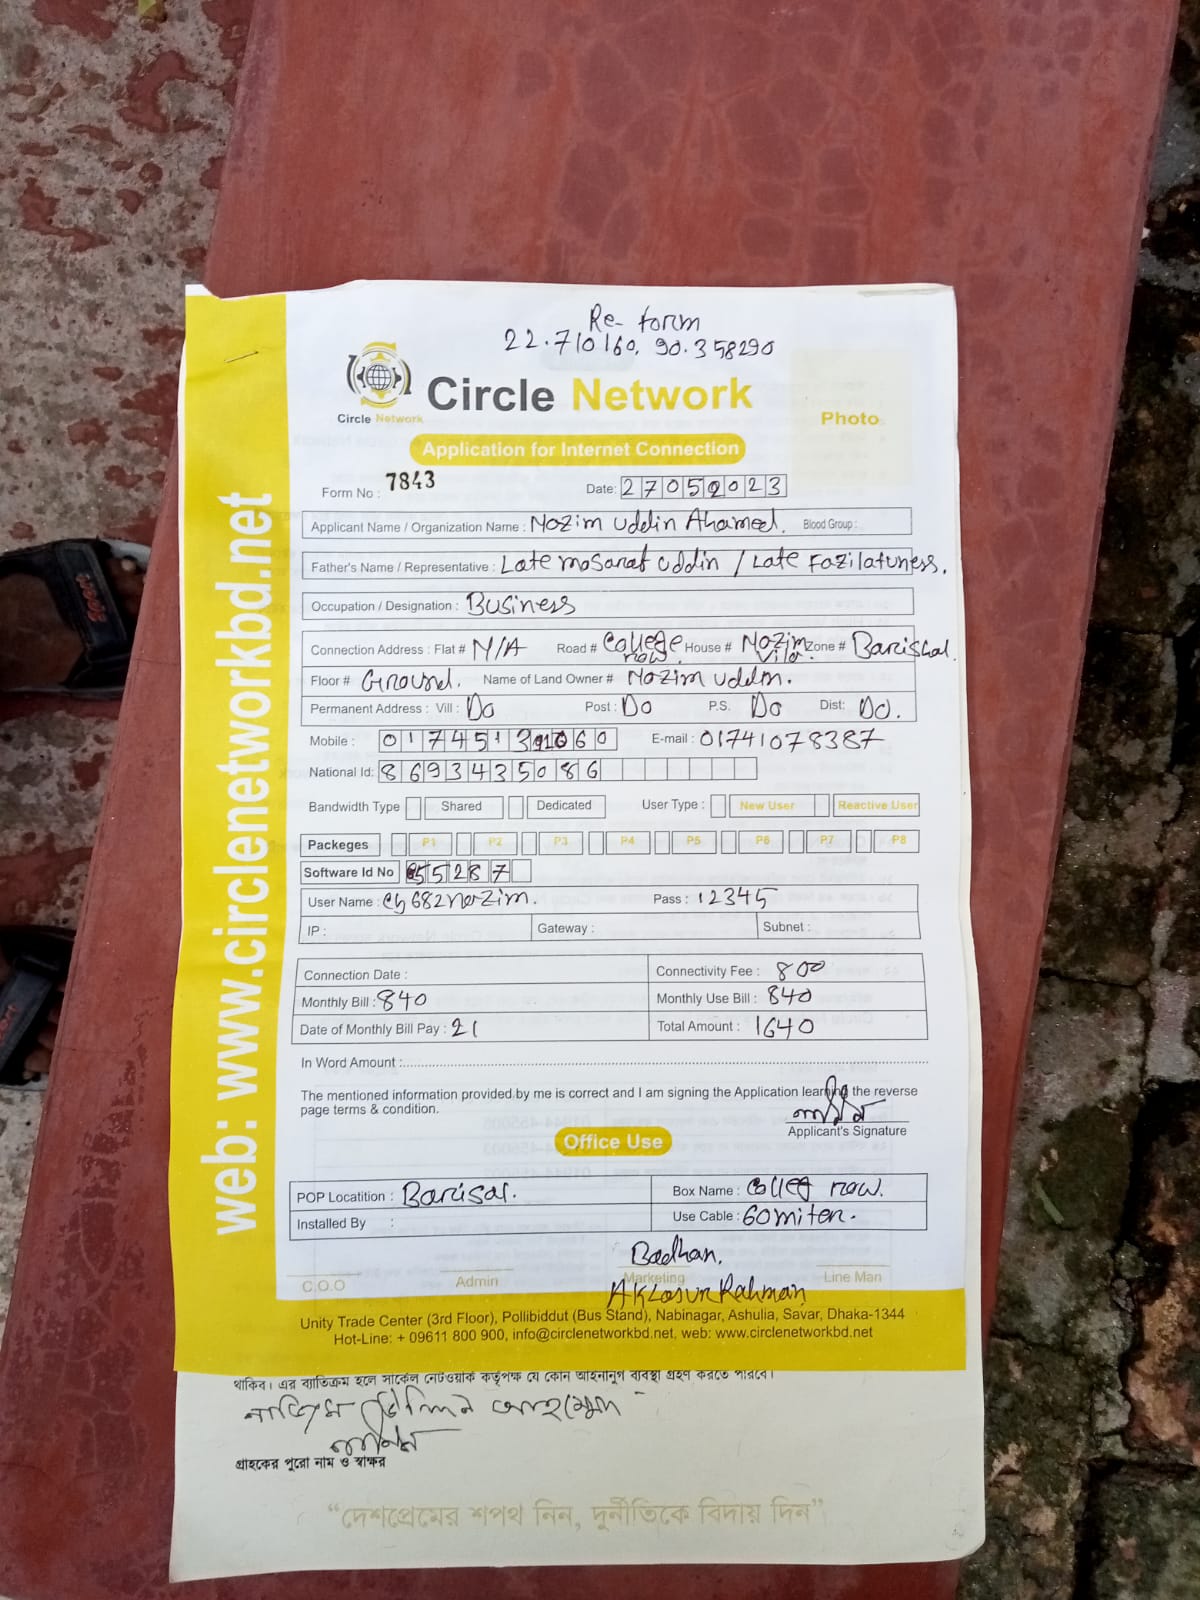 Re-form
22.710160, 90.358290
Circle Network
Circle Network
Photo
Application for Internet Connection
Form No : 7843
Date: 27052023
Applicant Name / Organization Name : Nazim Uddin Ahamed. Blood Group :
Father's Name / Representative : Late mosaraf uddin / Late Fazilatuness.
Occupation / Designation : Business
Connection Address : Flat # N/A Road # College row. House # Nazim Vila. Zone # Barishal.
Floor # Ground. Name of Land Owner # Nazim uddin.
Permanent Address : Vill : Do Post : Do P.S. Do Dist: Do.
Mobile : 01745131060 E-mail : 01741078387
National Id: 8693435086
Bandwidth Type Shared Dedicated User Type : New User Reactive User
Packeges P1 P2 P3 P4 P5 P6 P7 P8
Software Id No 55287
User Name : cb682nazim. Pass : 12345
IP : Gateway : Subnet :
Connection Date : Connectivity Fee : 800
Monthly Bill : 840 Monthly Use Bill : 840
Date of Monthly Bill Pay : 21 Total Amount : 1640
In Word Amount :
The mentioned information provided by me is correct and I am signing the Application learning the reverse
page terms & condition.
নাজিম
Applicant's Signature
Office Use
POP Locatition : Barisal. Box Name : Colleg row.
Installed By : Use Cable : 60 miter.
Badhan.
C.O.O Admin Marketing Line Man
Aklasur Rahman
Unity Trade Center (3rd Floor), Pollibiddut (Bus Stand), Nabinagar, Ashulia, Savar, Dhaka-1344
Hot-Line: + 09611 800 900, info@circlenetworkbd.net, web: www.circlenetworkbd.net
web: www.circlenetworkbd.net
থাকিব। এর ব্যতিক্রম হলে সার্কেল নেটওয়ার্ক কর্তৃপক্ষ যে কোন আইনানুগ ব্যবস্থা গ্রহণ করতে পারবে।
নাজিম উদ্দিন আহম্মেদ
নাজিম
গ্রাহকের পুরো নাম ও স্বাক্ষর
“দেশপ্রেমের শপথ নিন, দুর্নীতিকে বিদায় দিন”